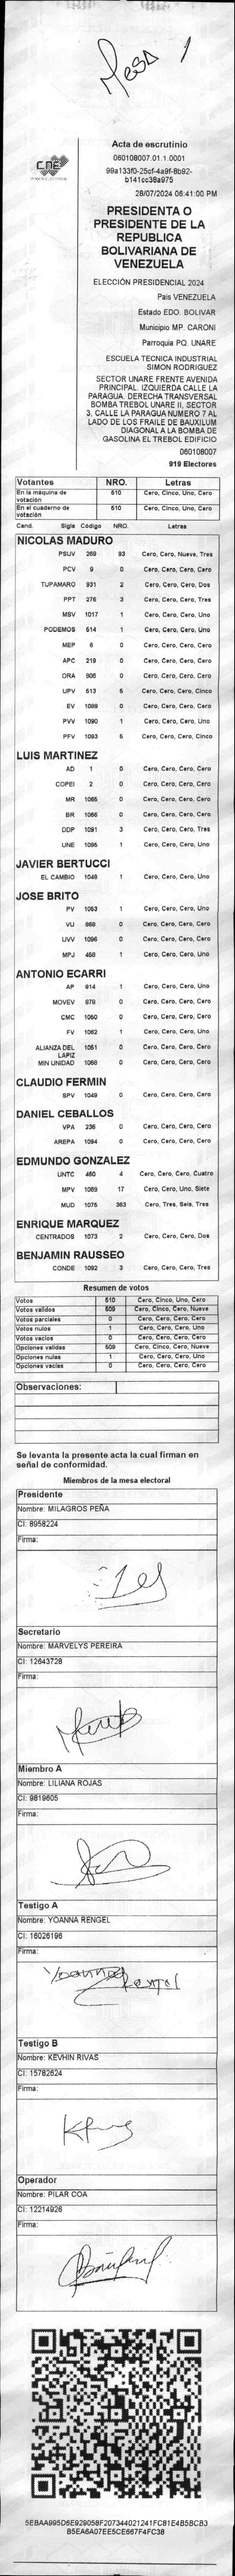 Mesa 1
CNE
Acta de escrutinio
060108007.01.1.0001
99a133f0-25cf-4a9f-8b92-
b141cc38a975
28/07/2024 06:41:00 PM
PRESIDENTA O
PRESIDENTE DE LA
REPUBLICA
BOLIVARIANA DE
VENEZUELA
ELECCIÓN PRESIDENCIAL 2024
Pais VENEZUELA
Estado EDO. BOLIVAR
Municipio MP. CARONI
Parroquia PQ. UNARE
ESCUELA TECNICA INDUSTRIAL
SIMON RODRIGUEZ
SECTOR UNARE FRENTE AVENIDA
PRINCIPAL. IZQUIERDA CALLE LA
PARAGUA. DERECHA TRANSVERSAL
BOMBA TREBOL UNARE II, SECTOR
3, CALLE LA PARAGUA NUMERO 7 AL
LADO DE LOS FRAILE DE BAUXILUM
DIAGONAL A LA BOMBA DE
GASOLINA EL TREBOL EDIFICIO
060108007
919 Electores
Votantes NRO. Letras
En la máquina de votación 510 Cero, Cinco, Uno, Cero
En el cuaderno de votación 510 Cero, Cinco, Uno, Cero
Cand. Sigla Código NRO. Letras
NICOLAS MADURO
PSUV 269 93 Cero, Cero, Nueve, Tres
PCV 9 0 Cero, Cero, Cero, Cero
TUPAMARO 931 2 Cero, Cero, Cero, Dos
PPT 276 3 Cero, Cero, Cero, Tres
MSV 1017 1 Cero, Cero, Cero, Uno
PODEMOS 514 1 Cero, Cero, Cero, Uno
MEP 6 0 Cero, Cero, Cero, Cero
APC 219 0 Cero, Cero, Cero, Cero
ORA 905 0 Cero, Cero, Cero, Cero
UPV 513 5 Cero, Cero, Cero, Cinco
EV 1089 0 Cero, Cero, Cero, Cero
PVV 1090 1 Cero, Cero, Cero, Uno
PFV 1093 5 Cero, Cero, Cero, Cinco
LUIS MARTINEZ
AD 1 0 Cero, Cero, Cero, Cero
COPEI 2 0 Cero, Cero, Cero, Cero
MR 1065 0 Cero, Cero, Cero, Cero
BR 1066 0 Cero, Cero, Cero, Cero
DDP 1091 3 Cero, Cero, Cero, Tres
UNE 1095 1 Cero, Cero, Cero, Uno
JAVIER BERTUCCI
EL CAMBIO 1048 1 Cero, Cero, Cero, Uno
JOSE BRITO
PV 1053 1 Cero, Cero, Cero, Uno
VU 868 0 Cero, Cero, Cero, Cero
UVV 1096 0 Cero, Cero, Cero, Cero
MPJ 458 1 Cero, Cero, Cero, Uno
ANTONIO ECARRI
AP 814 1 Cero, Cero, Cero, Uno
MOVEV 878 0 Cero, Cero, Cero, Cero
CMC 1050 0 Cero, Cero, Cero, Cero
FV 1062 1 Cero, Cero, Cero, Uno
ALIANZA DEL LAPIZ 1051 0 Cero, Cero, Cero, Cero
MIN UNIDAD 1068 0 Cero, Cero, Cero, Cero
CLAUDIO FERMIN
SPV 1049 0 Cero, Cero, Cero, Cero
DANIEL CEBALLOS
VPA 236 0 Cero, Cero, Cero, Cero
AREPA 1094 0 Cero, Cero, Cero, Cero
EDMUNDO GONZALEZ
UNTC 460 4 Cero, Cero, Cero, Cuatro
MPV 1069 17 Cero, Cero, Uno, Siete
MUD 1075 363 Cero, Tres, Seis, Tres
ENRIQUE MARQUEZ
CENTRADOS 1073 2 Cero, Cero, Cero, Dos
BENJAMIN RAUSSEO
CONDE 1092 3 Cero, Cero, Cero, Tres
Resumen de votos
Votos 510 Cero, Cinco, Uno, Cero
Votos validos 509 Cero, Cinco, Cero, Nueve
Votos parciales 0 Cero, Cero, Cero, Cero
Votos nulos 1 Cero, Cero, Cero, Uno
Votos vacios 0 Cero, Cero, Cero, Cero
Opciones validas 509 Cero, Cinco, Cero, Nueve
Opciones nulas 1 Cero, Cero, Cero, Uno
Opciones vacias 0 Cero, Cero, Cero, Cero
Observaciones:
Se levanta la presente acta la cual firman en
señal de conformidad.
Miembros de la mesa electoral
Presidente
Nombre: MILAGROS PEÑA
CI: 8958224
Firma:
Secretario
Nombre: MARVELYS PEREIRA
CI: 12643728
Firma:
Miembro A
Nombre: LILIANA ROJAS
CI: 9819605
Firma:
Testigo A
Nombre: YOANNA RENGEL
CI: 16026196
Firma:
Yoanna Rengel
Testigo B
Nombre: KEVHIN RIVAS
CI: 15782624
Firma:
Operador
Nombre: PILAR COA
CI: 12214926
Firma:
5EBAA995D6E929058F207344021241FC81E4B5BCB3
B5EA6A07EE5CE667F4FC38